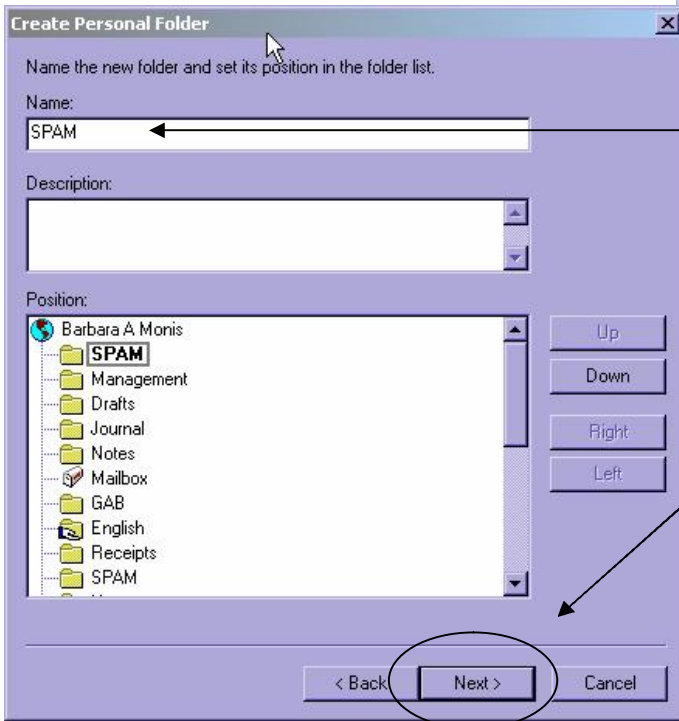 Create Personal Folder
Name the new folder and set its position in the folder list.
Name:
SPAM
Description:
Position:
Barbara A Monis
SPAM
Management
Drafts
Journal
Notes
Mailbox
GAB
English
Receipts
SPAM
Up
Down
Right
Left
< Back
Next >
Cancel